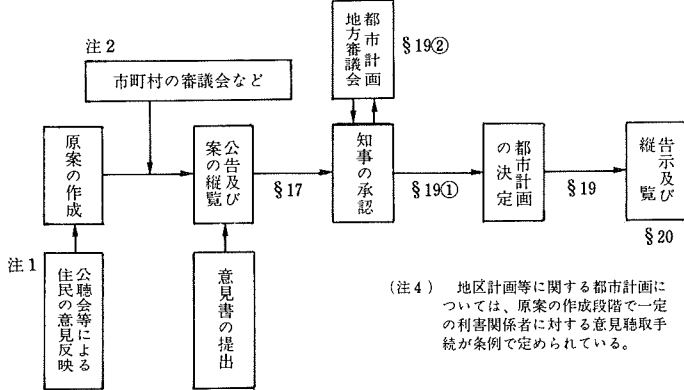 注2
市町村の審議会など
都市計画
地方審議会
§19②
原案の作成
公告及び
案の縦覧
§17
知事の承認
§19①
都市計画
の決定
§19
告示及び
縦覧
§20
注1
公聴会等による
住民の意見反映
意見書の提出
(注4) 地区計画等に関する都市計画に
ついては、原案の作成段階で一定
の利害関係者に対する意見聴取手
続が条例で定められている。